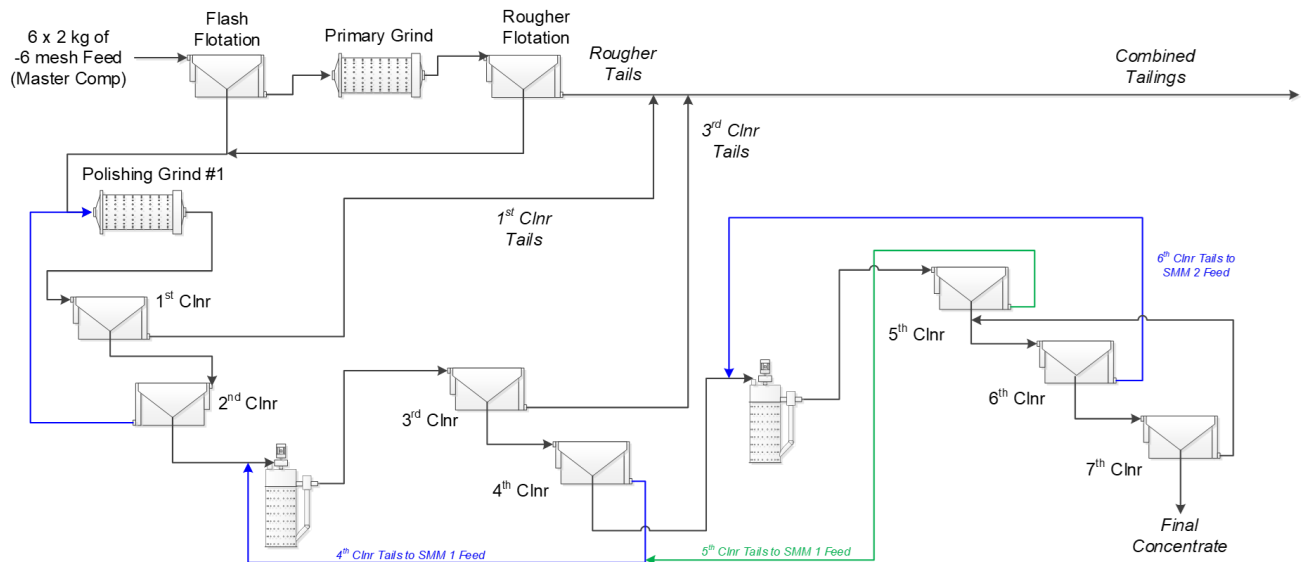 6 x 2 kg of
-6 mesh Feed
(Master Comp)
Flash
Flotation
Primary Grind
Rougher
Flotation
Rougher
Tails
Combined
Tailings
3rd Clnr
Tails
Polishing Grind #1
1st Clnr
Tails
6th Clnr Tails to
SMM 2 Feed
1st Clnr
5th Clnr
2nd Clnr
3rd Clnr
6th Clnr
4th Clnr
7th Clnr
Final
Concentrate
4th Clnr Tails to SMM 1 Feed
5th Clnr Tails to SMM 1 Feed